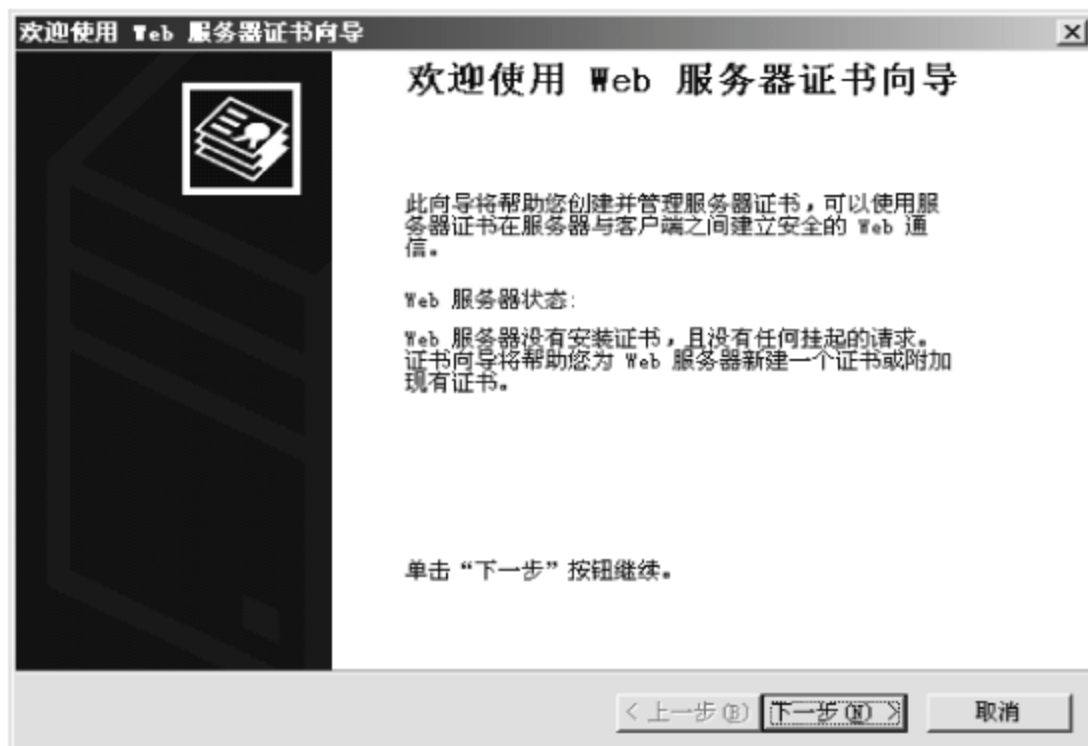 欢迎使用 Web 服务器证书向导
欢迎使用 Web 服务器证书向导
此向导将帮助您创建并管理服务器证书，可以使用服
务器证书在服务器与客户端之间建立安全的 Web 通
信。
Web 服务器状态:
Web 服务器没有安装证书，且没有任何挂起的请求。
证书向导将帮助您为 Web 服务器新建一个证书或附加
现有证书。
单击“下一步”按钮继续。
< 上一步(B) 下一步(N) > 取消